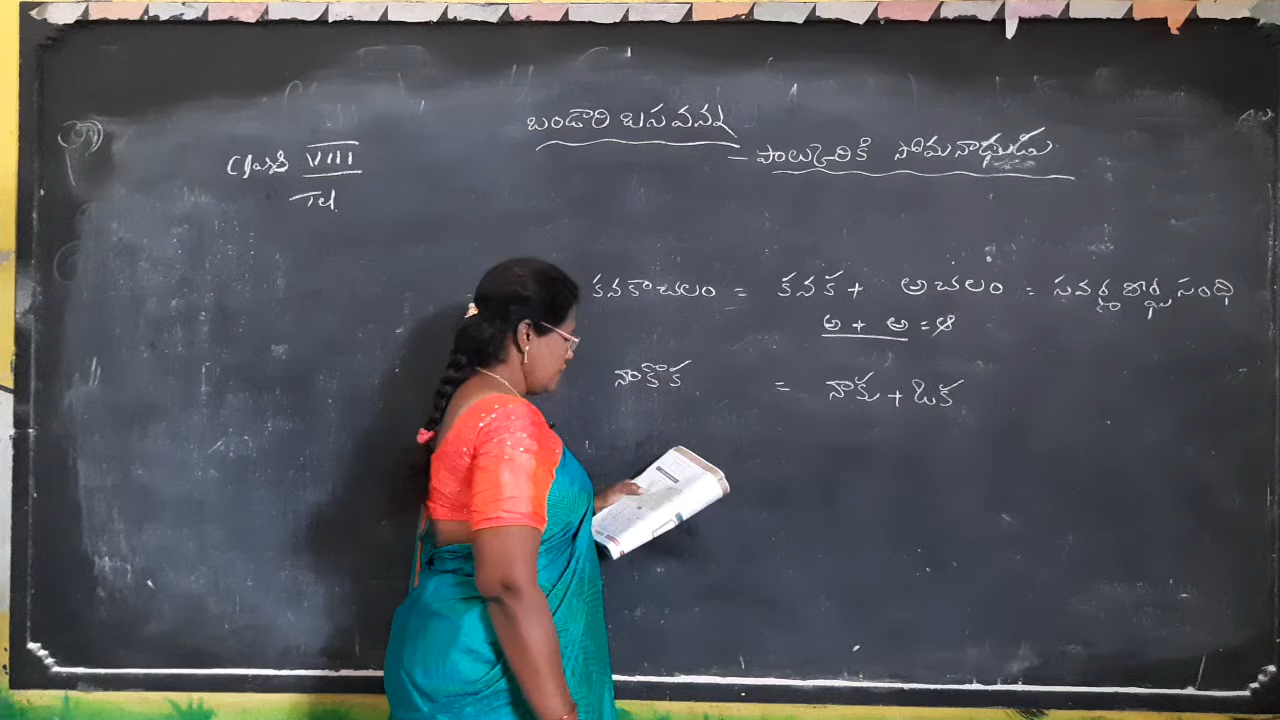 బండారి బసవన్న
– పాల్కురికి సోమనాథుడు
Class VIII
Tel
కనకాచలం = కనక + అచలం = సవర్ణదీర్ఘ సంధి
అ + అ = ఆ
నాకొక = నాకు + ఒక